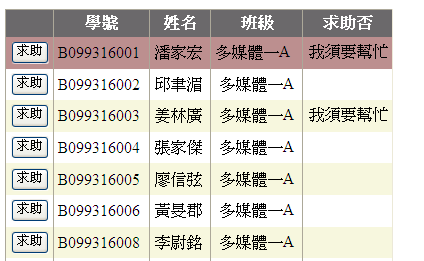 學號 姓名 班級 求助否
求助 B099316001 潘家宏 多媒體一A 我須要幫忙
求助 B099316002 邱聿湄 多媒體一A
求助 B099316003 姜林廣 多媒體一A 我須要幫忙
求助 B099316004 張家傑 多媒體一A
求助 B099316005 廖信弦 多媒體一A
求助 B099316006 黃旻郡 多媒體一A
求助 B099316008 李尉銘 多媒體一A